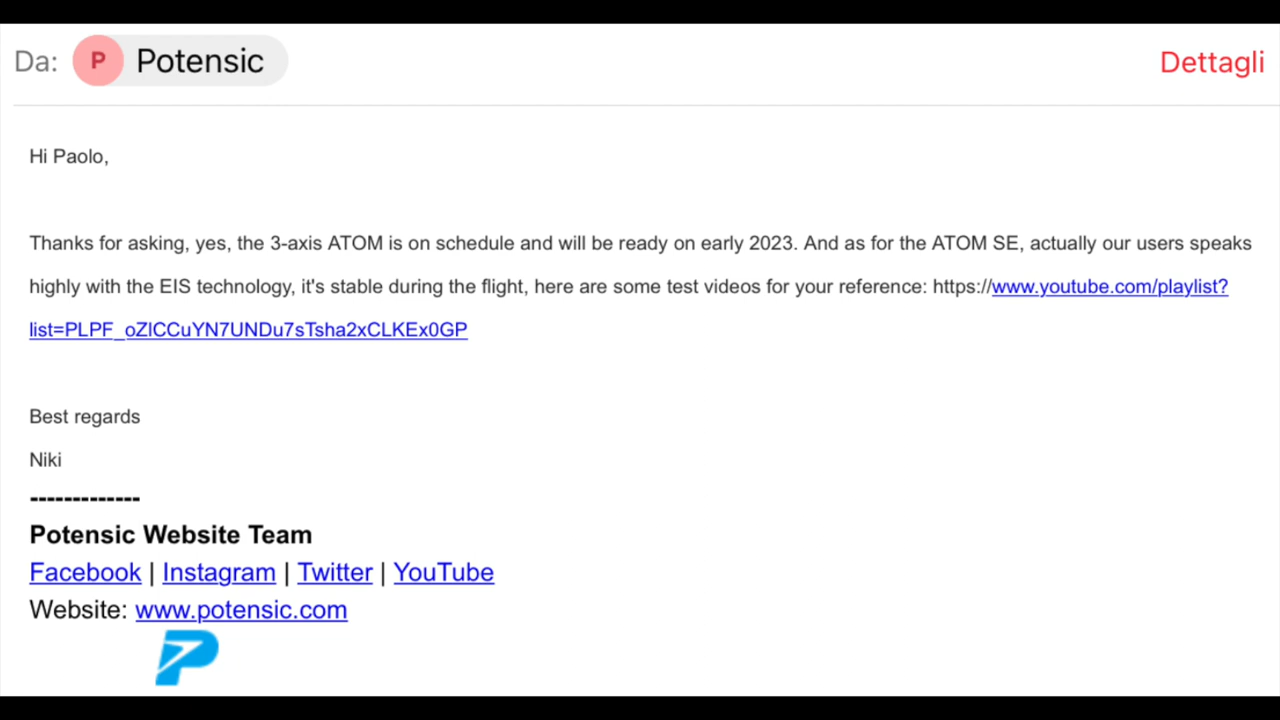 Da: P Potensic Dettagli
Hi Paolo,
Thanks for asking, yes, the 3-axis ATOM is on schedule and will be ready on early 2023. And as for the ATOM SE, actually our users speaks
highly with the EIS technology, it's stable during the flight, here are some test videos for your reference: https://www.youtube.com/playlist?
list=PLPF_oZlCCuYN7UNDu7sTsha2xCLKEx0GP
Best regards
Niki
-------------
Potensic Website Team
Facebook | Instagram | Twitter | YouTube
Website: www.potensic.com